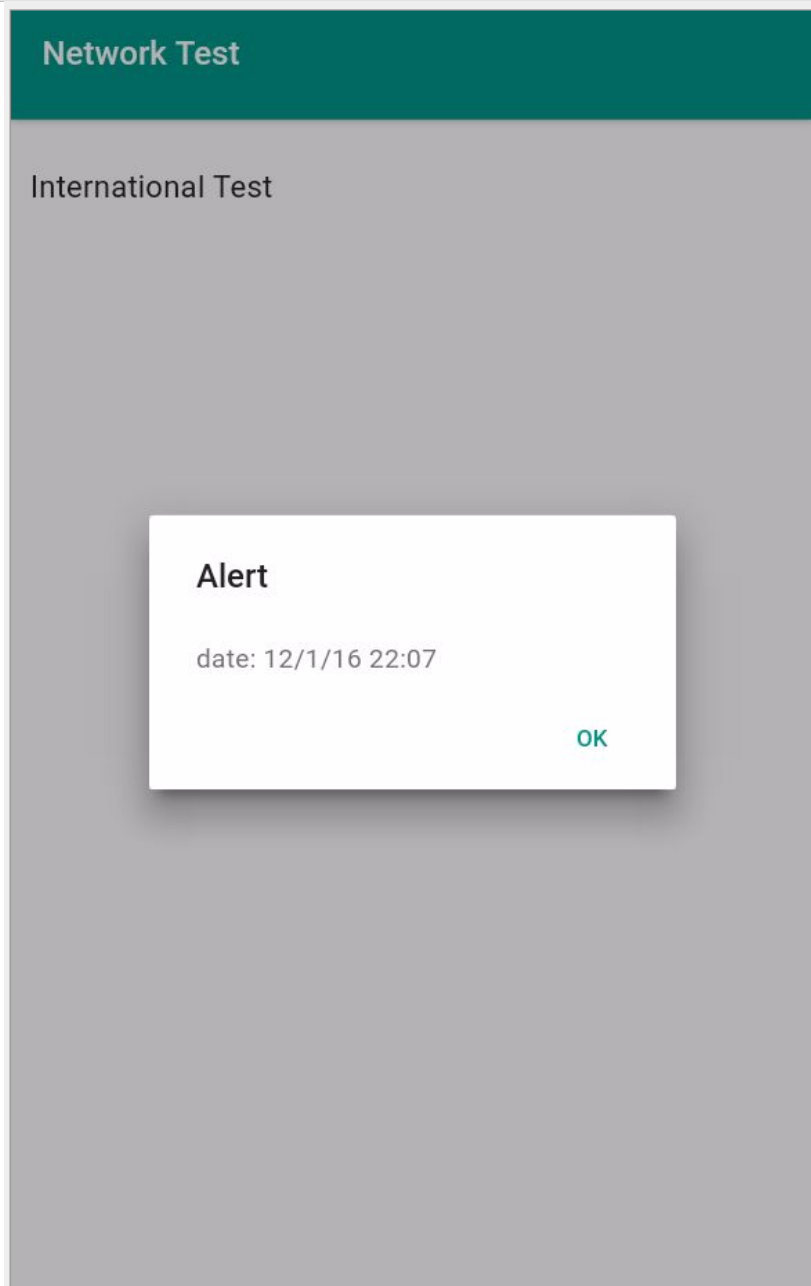 Network Test
International Test
Alert
date: 12/1/16 22:07
OK